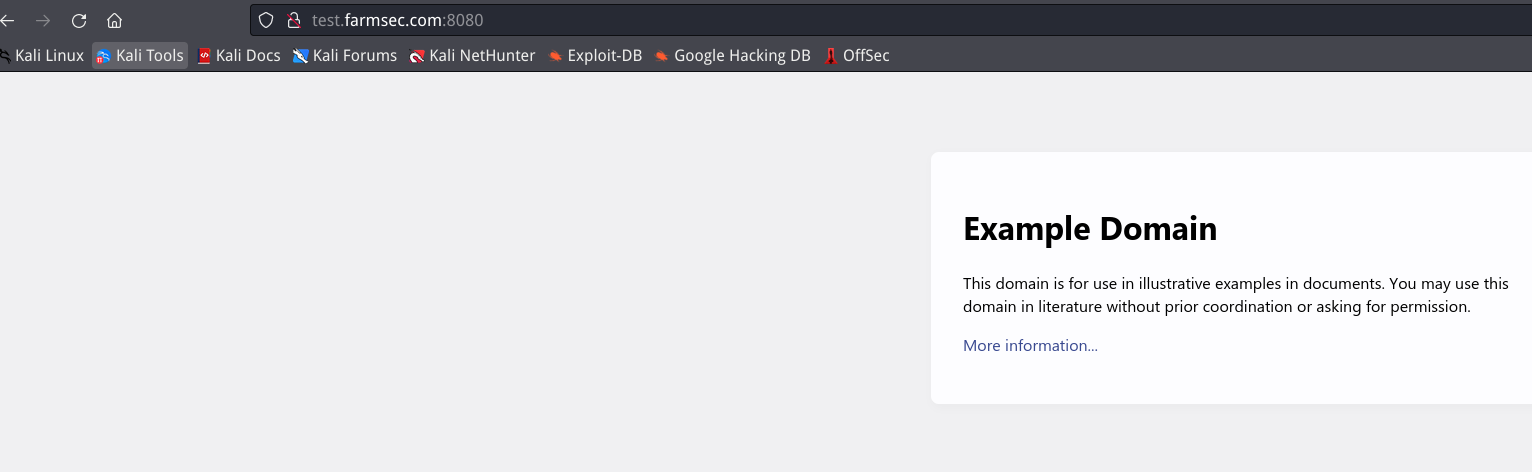 test.farmsec.com:8080
Kali Linux Kali Tools Kali Docs Kali Forums Kali NetHunter Exploit-DB Google Hacking DB OffSec
Example Domain
This domain is for use in illustrative examples in documents. You may use this
domain in literature without prior coordination or asking for permission.
More information...